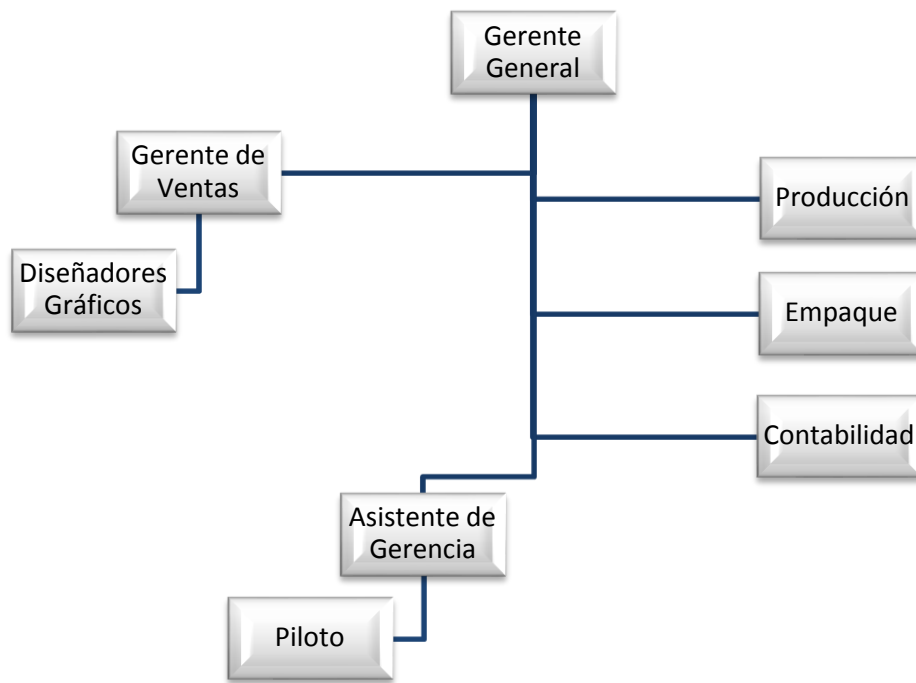 Gerente
General
Gerente de
Ventas
Producción
Diseñadores
Gráficos
Empaque
Contabilidad
Asistente de
Gerencia
Piloto